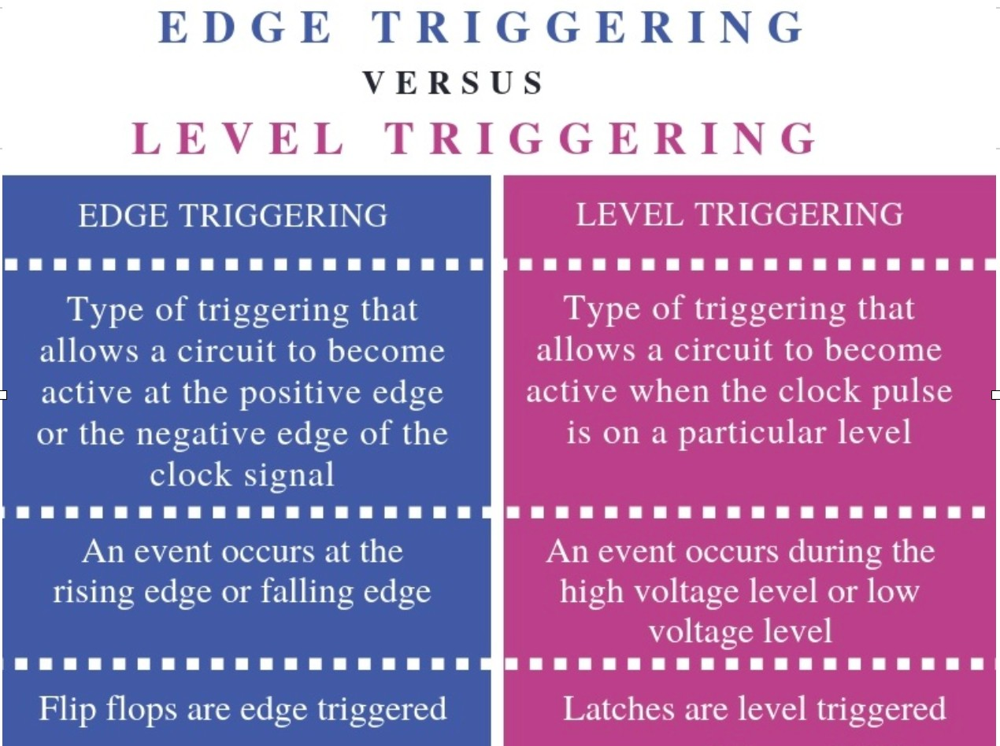 EDGE TRIGGERING
VERSUS
LEVEL TRIGGERING
EDGE TRIGGERING
Type of triggering that
allows a circuit to become
active at the positive edge
or the negative edge of the
clock signal
An event occurs at the
rising edge or falling edge
Flip flops are edge triggered
LEVEL TRIGGERING
Type of triggering that
allows a circuit to become
active when the clock pulse
is on a particular level
An event occurs during the
high voltage level or low
voltage level
Latches are level triggered